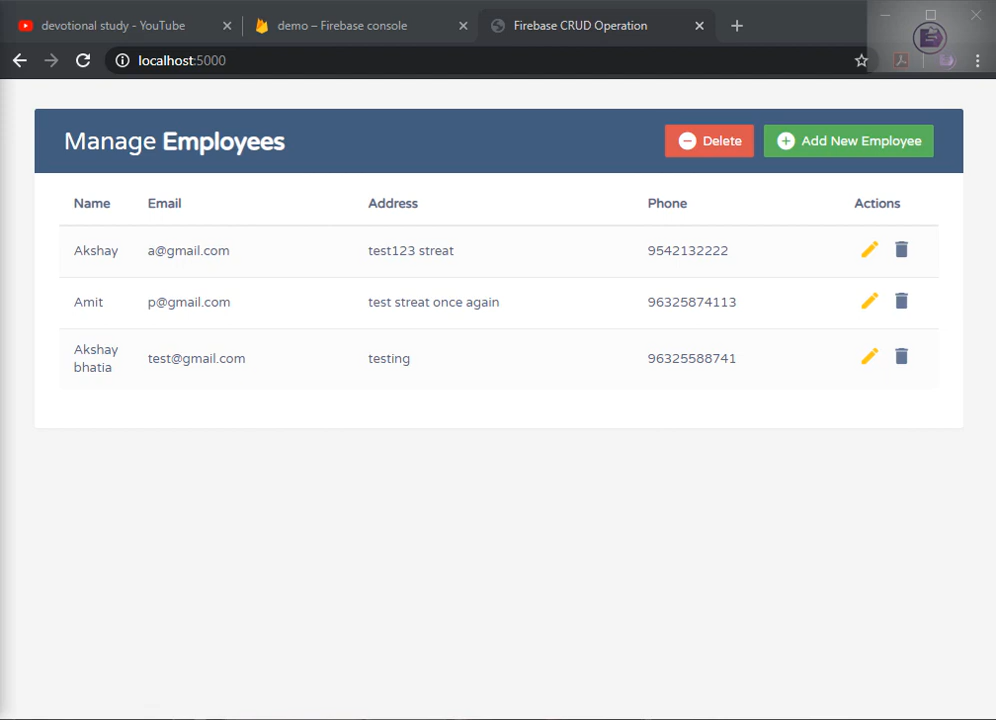 devotional study - YouTube
demo – Firebase console
Firebase CRUD Operation
localhost:5000
Manage Employees
Delete
Add New Employee
Name Email Address Phone Actions
Akshay a@gmail.com test123 streat 9542132222
Amit p@gmail.com test streat once again 96325874113
Akshay
bhatia test@gmail.com testing 96325588741